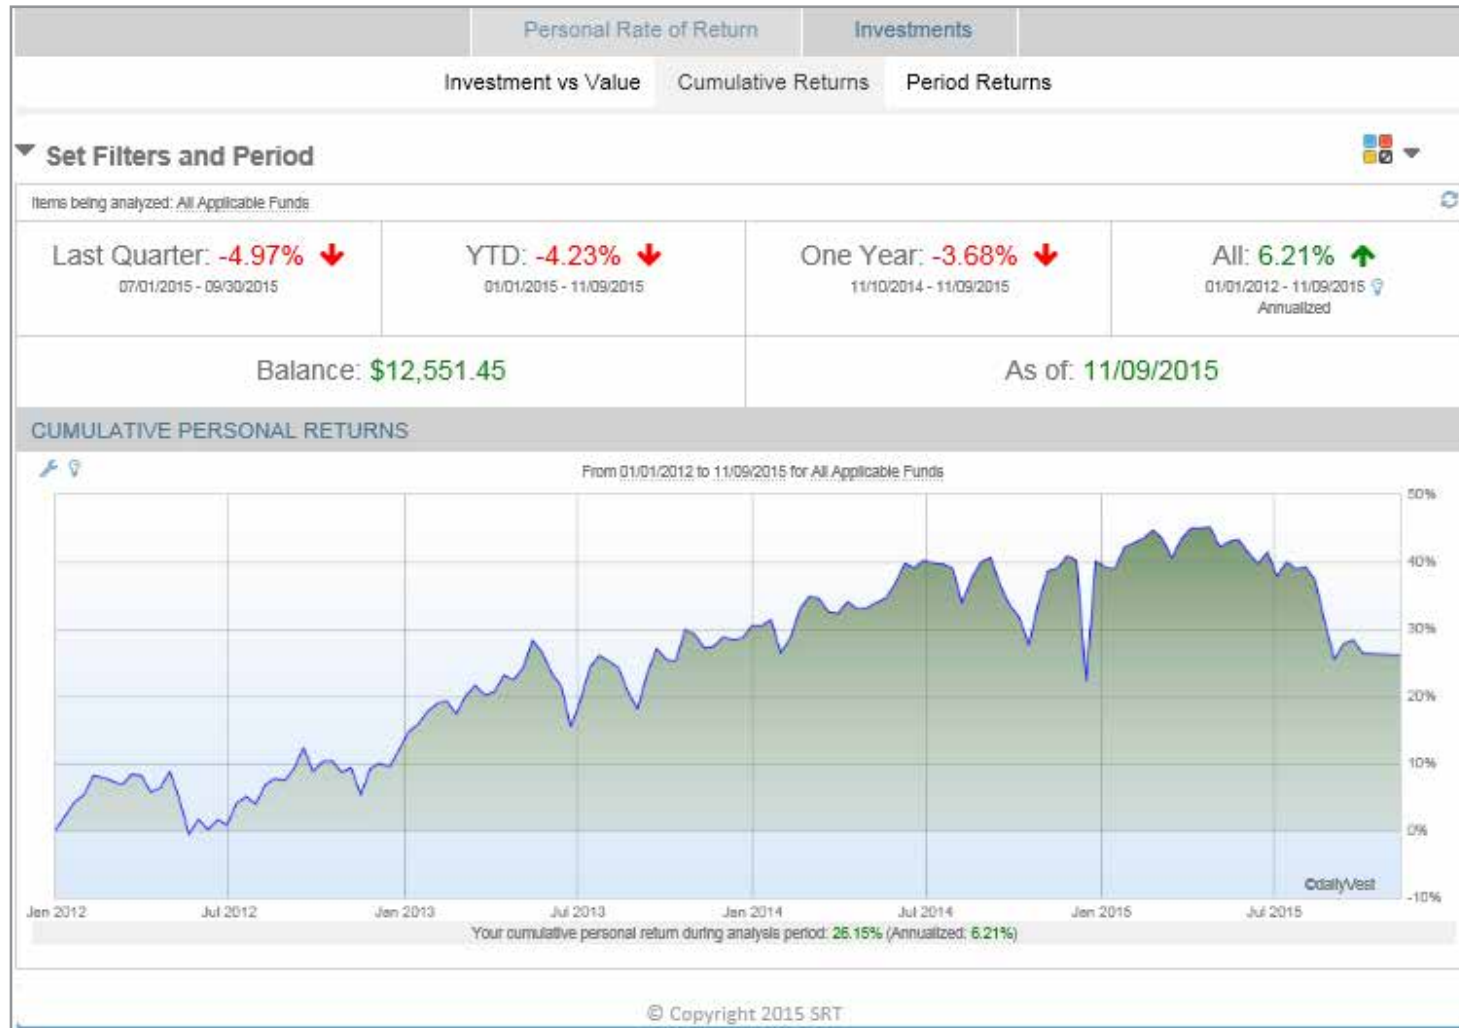 Personal Rate of Return Investments
Investment vs Value Cumulative Returns Period Returns
Set Filters and Period
Items being analyzed: All Applicable Funds
Last Quarter: -4.97% YTD: -4.23% One Year: -3.68% All: 6.21%
07/01/2015 - 09/30/2015 01/01/2015 - 11/09/2015 11/10/2014 - 11/09/2015 01/01/2012 - 11/09/2015
Annualized
Balance: $12,551.45 As of: 11/09/2015
CUMULATIVE PERSONAL RETURNS
From 01/01/2012 to 11/09/2015 for All Applicable Funds
50%
40%
30%
20%
10%
0%
©dailyVest
-10%
Jan 2012 Jul 2012 Jan 2013 Jul 2013 Jan 2014 Jul 2014 Jan 2015 Jul 2015
Your cumulative personal return during analysis period: 26.15% (Annualized: 6.21%)
© Copyright 2015 SRT